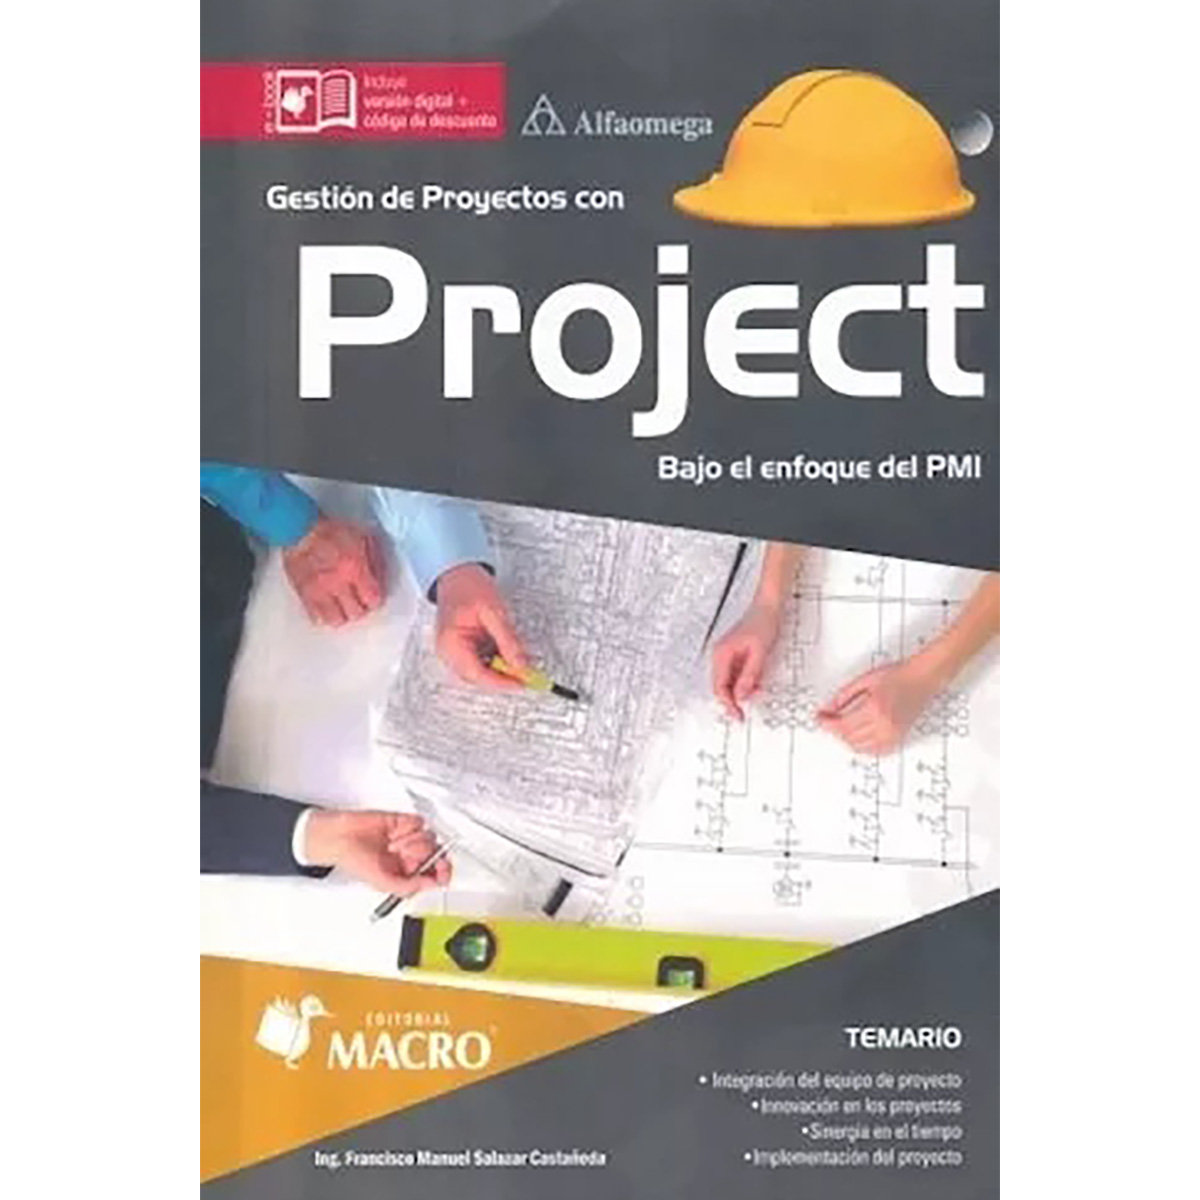 e-book
Incluye
versión digital +
código de descuento
Alfaomega
Gestión de Proyectos con
Project
Bajo el enfoque del PMI
EDITORIAL
MACRO
TEMARIO
• Integración del equipo de proyecto
• Innovación en los proyectos
• Sinergia en el tiempo
• Implementación del proyecto
Ing. Francisco Manuel Salazar Castañeda